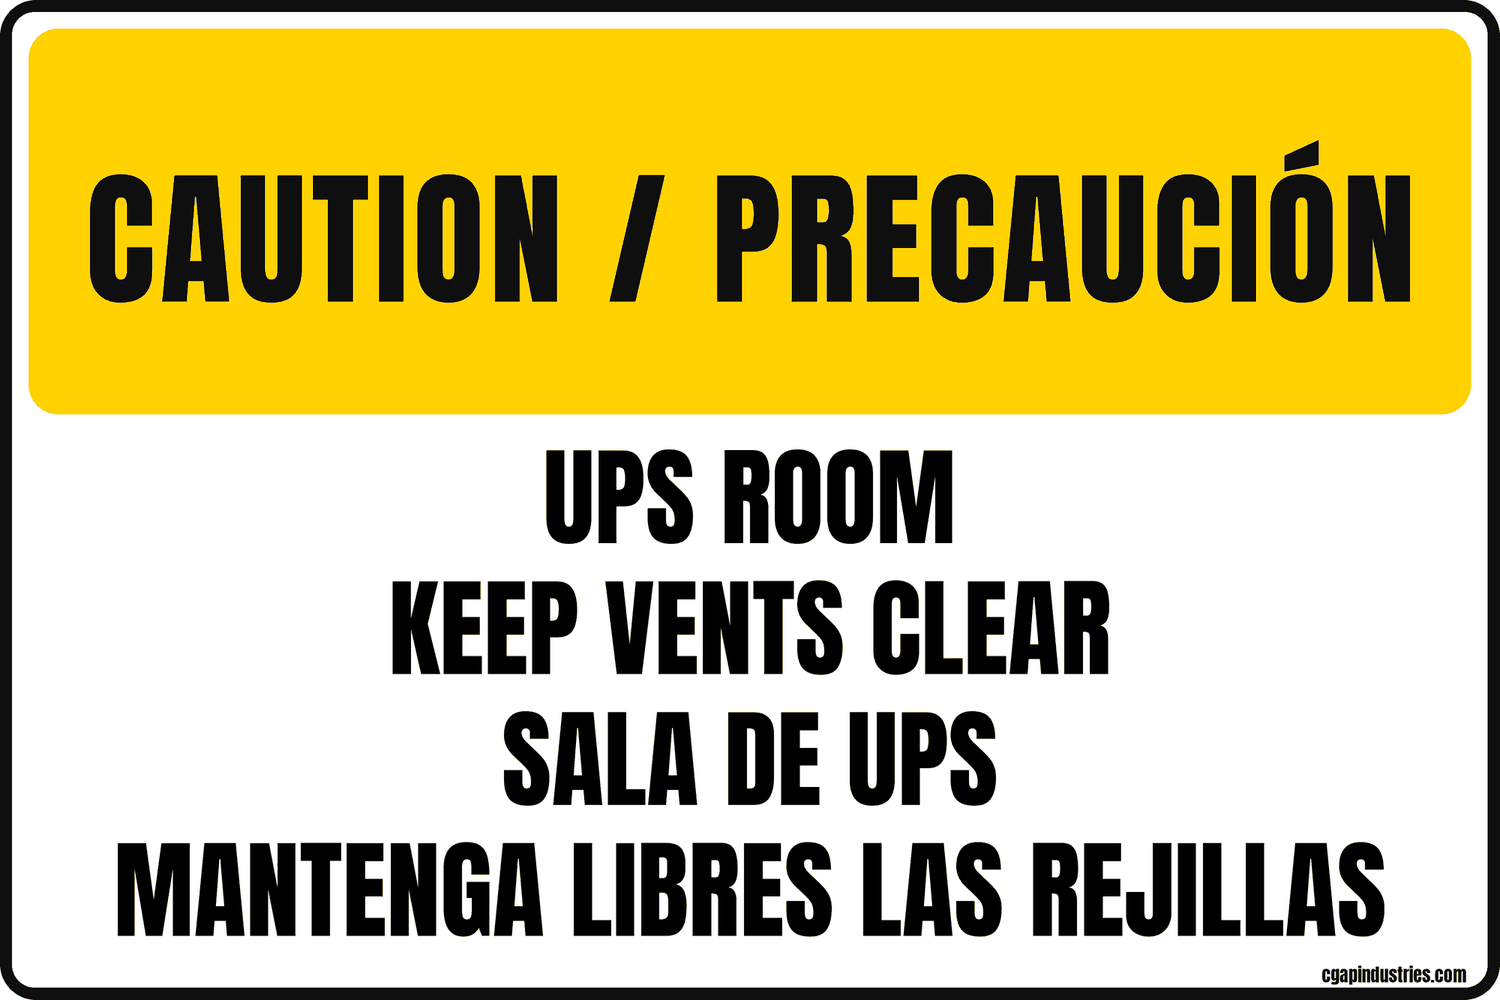 CAUTION / PRECAUCIÓN
UPS ROOM
KEEP VENTS CLEAR
SALA DE UPS
MANTENGA LIBRES LAS REJILLAS
cgapindustries.com